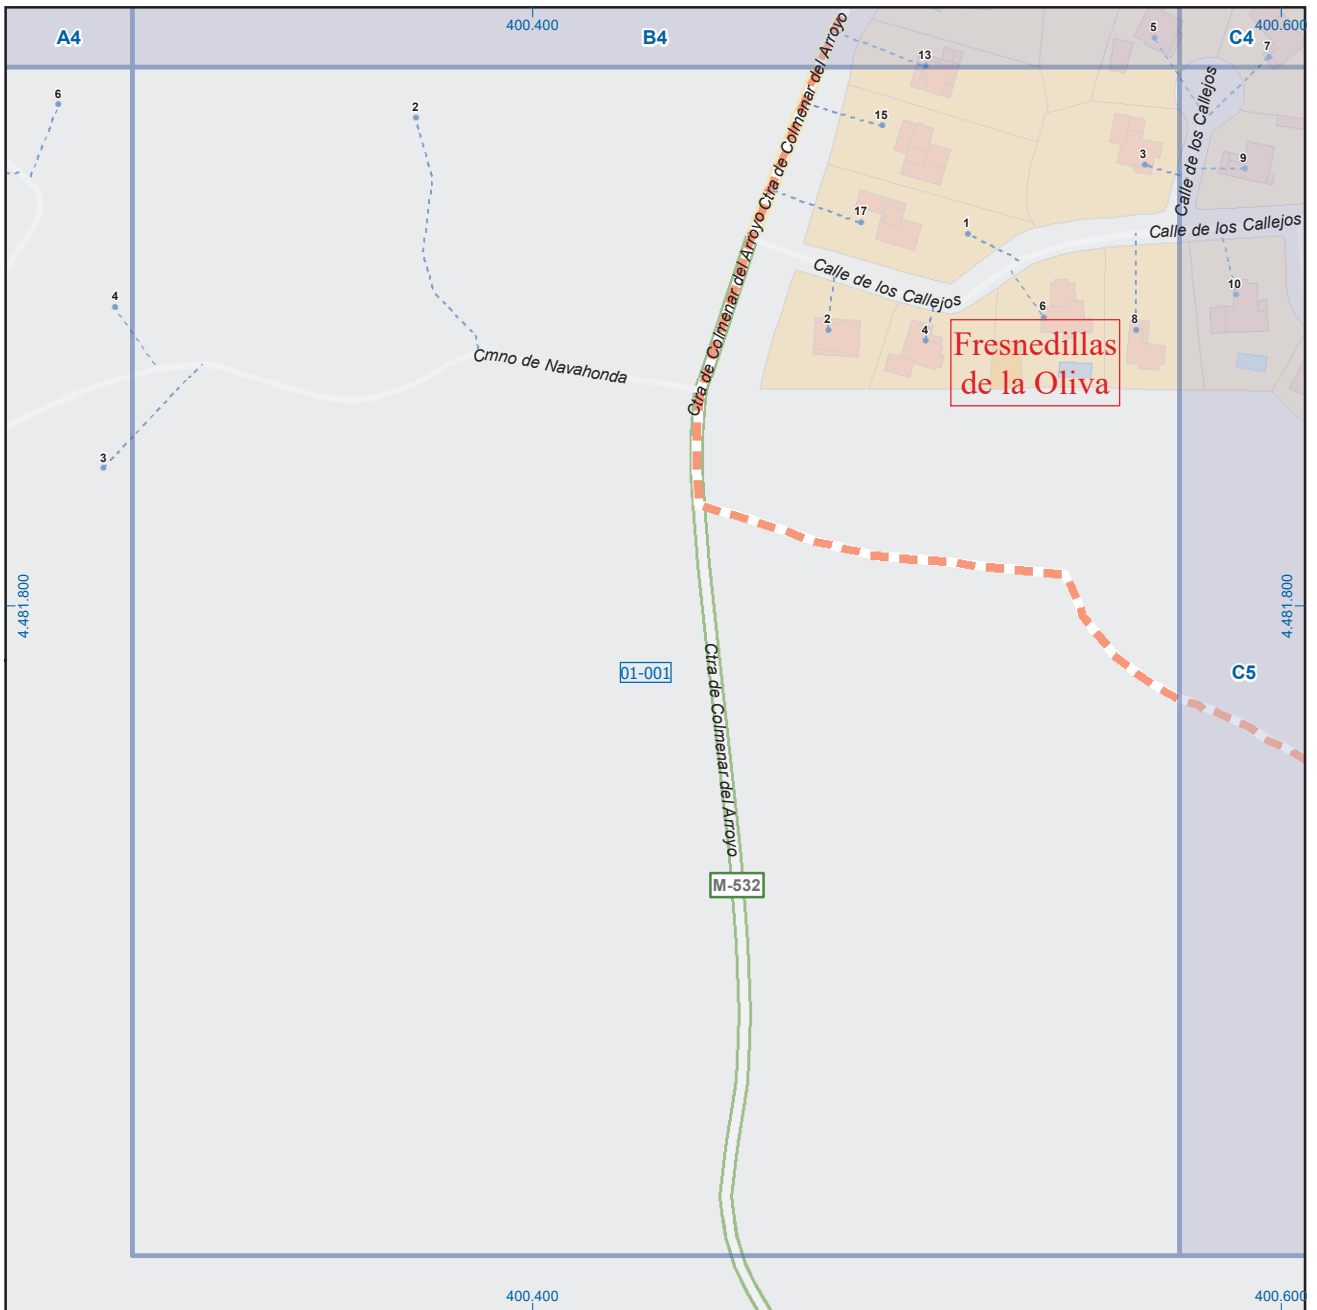 400.400
400.600
A4
B4
C4
5
7
13
6
2
15
3
9
17
1
Ctra de Colmenar del Arroyo
Ctra de Colmenar del Arroyo
Calle de los Callejos
Calle de los Callejos
Calle de los Callejos
4
2
4
6
8
10
Fresnedillas
de la Oliva
Cmno de Navahonda
3
4.481.800
4.481.800
01-001
C5
Ctra de Colmenar del Arroyo
M-532
400.400
400.600